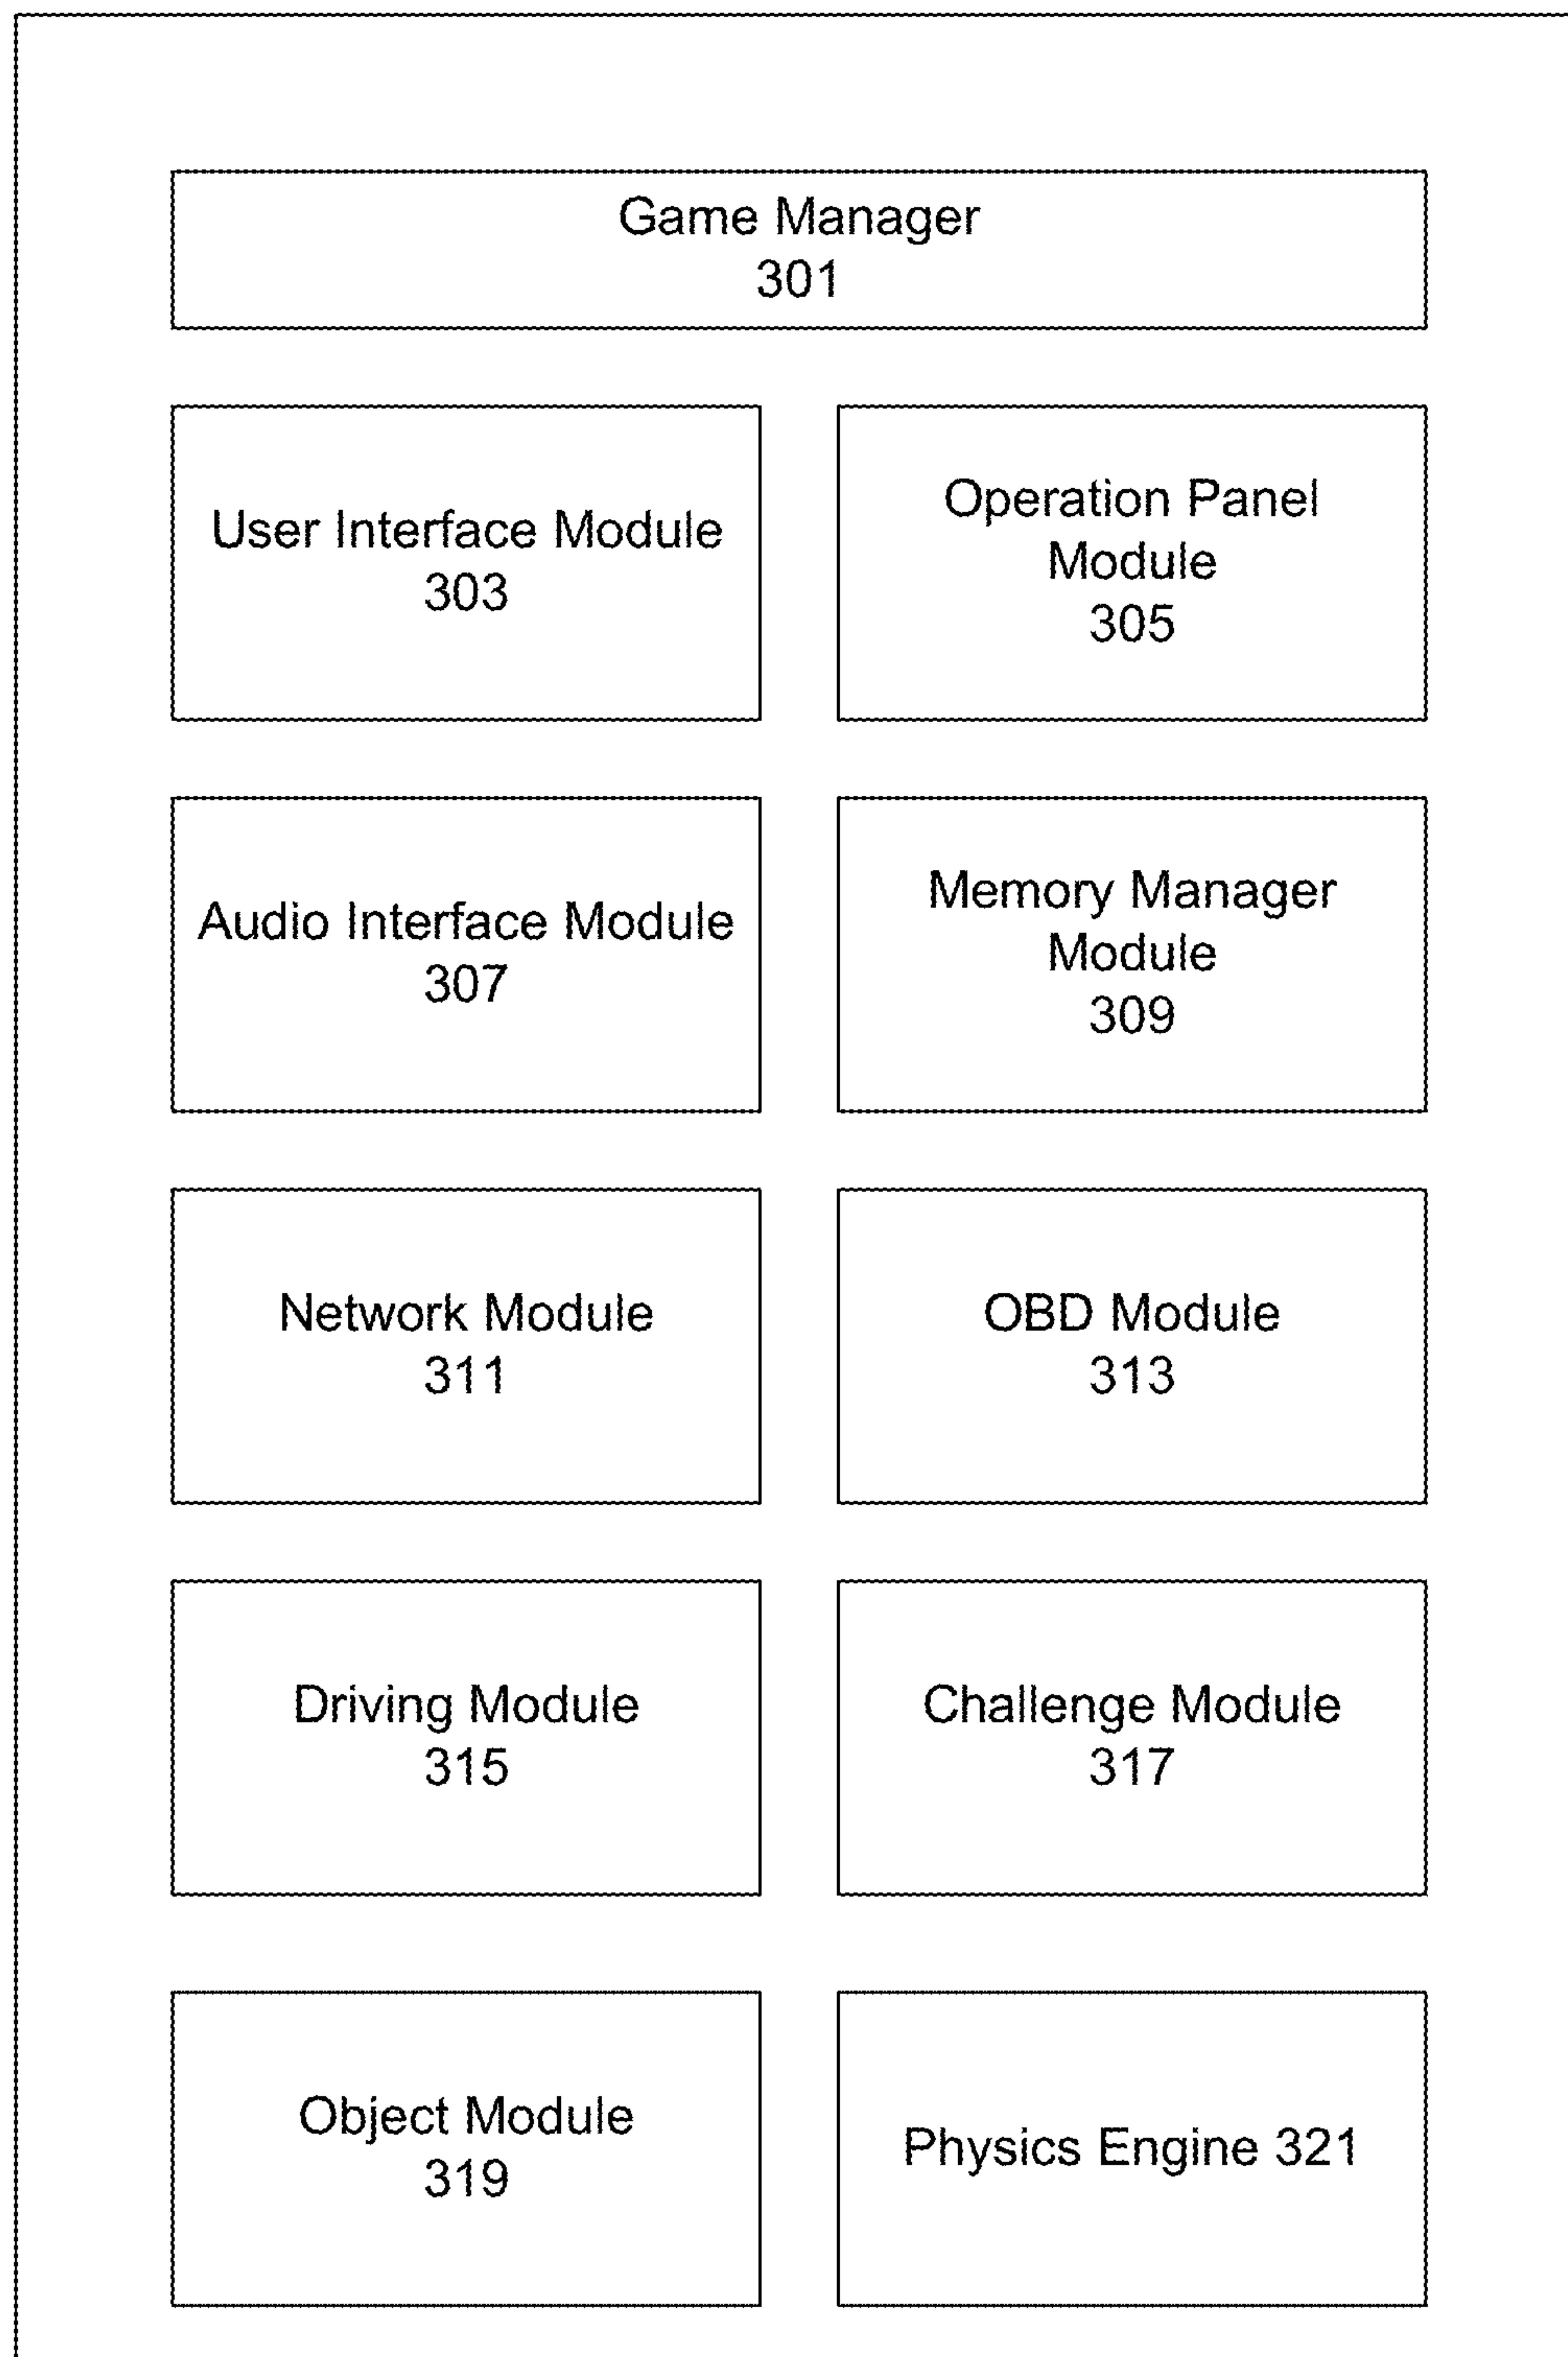 Game Manager
301
User Interface Module
303
Operation Panel
Module
305
Audio Interface Module
307
Memory Manager
Module
309
Network Module
311
OBD Module
313
Driving Module
315
Challenge Module
317
Object Module
319
Physics Engine 321